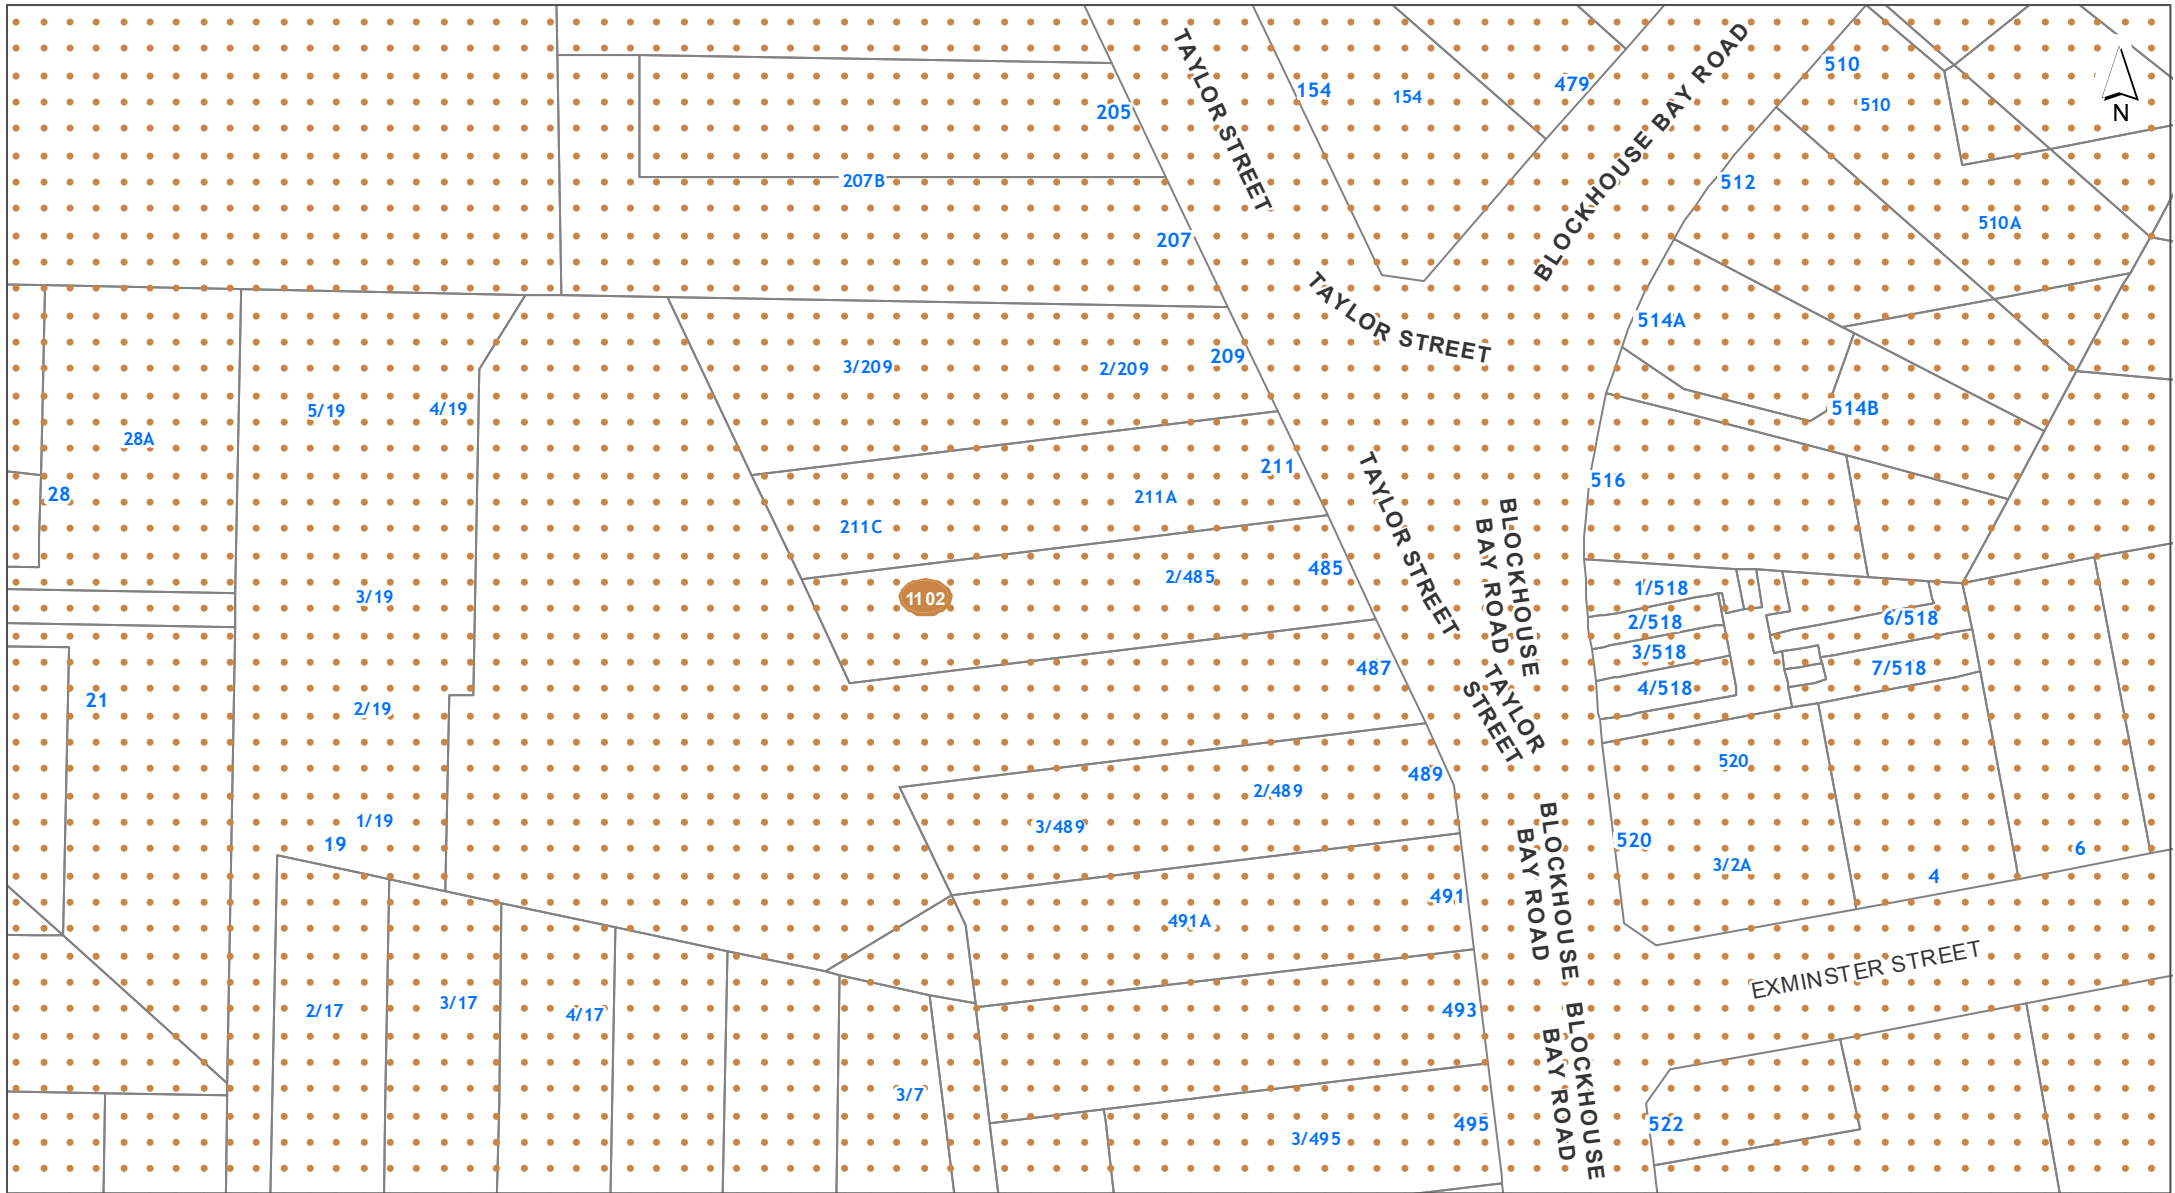 TAYLOR STREET
BLOCKHOUSE BAY ROAD
154
154
479
510
510
N
205
207B
512
510A
207
TAYLOR STREET
514A
209
3/209
2/209
5/19
4/19
514B
28A
28
211
211A
211C
516
TAYLOR STREET
BLOCKHOUSE
BAY ROAD
485
2/485
1102
3/19
1/518
2/518
6/518
3/518
7/518
4/518
487
21
2/19
TAYLOR
STREET
520
489
2/489
3/489
1/19
19
520
BLOCKHOUSE
BAY ROAD
3/2A
4
6
491
491A
EXMINSTER STREET
2/17
3/17
4/17
493
BLOCKHOUSE
BAY ROAD
3/7
3/495
495
522